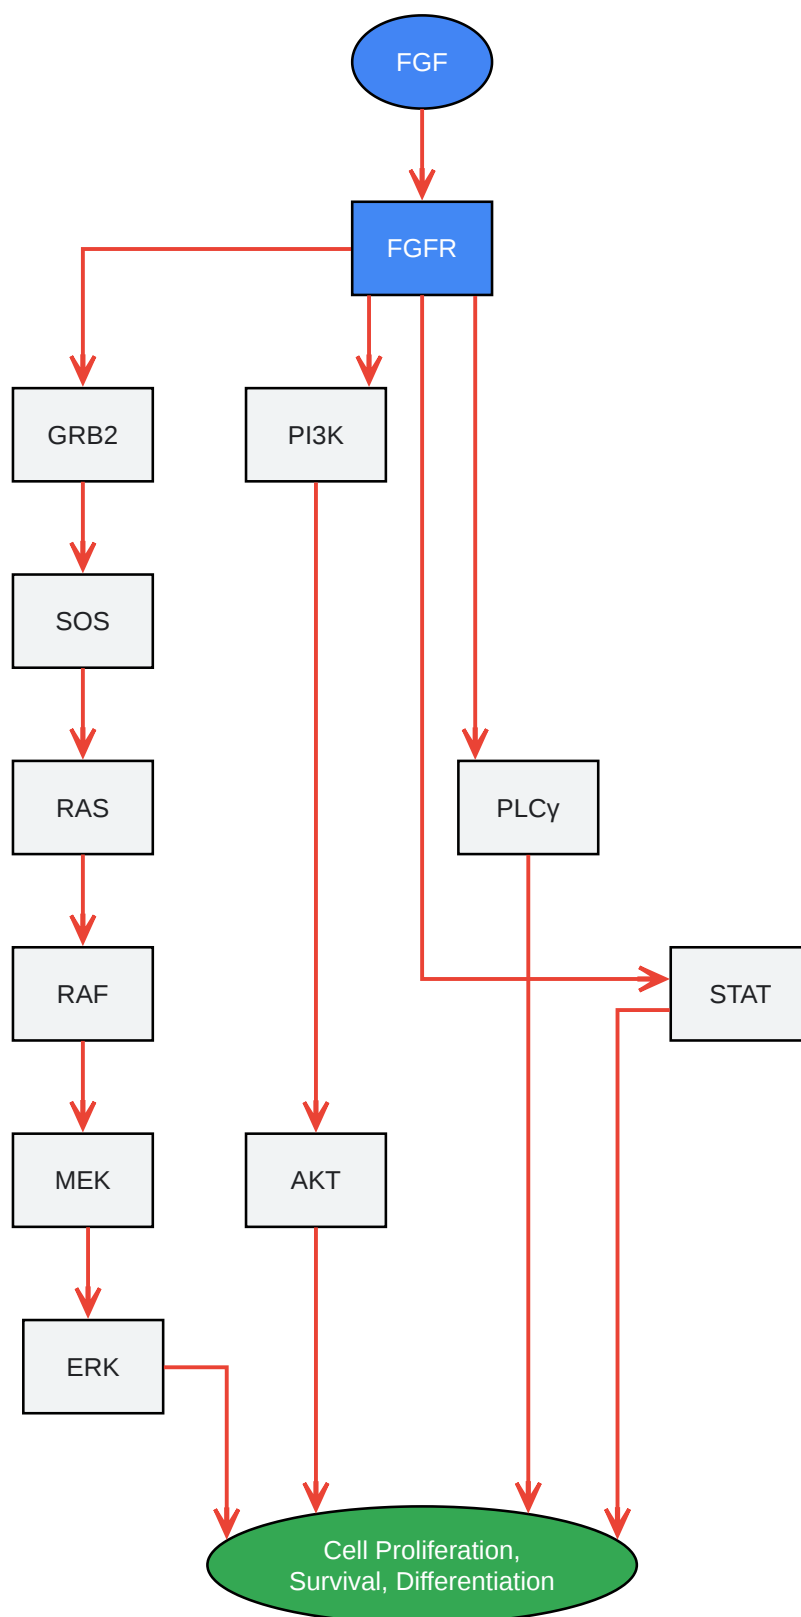 FGF
FGFR
GRB2
PI3K
SOS
RAS
PLCγ
RAF
STAT
MEK
AKT
ERK
Cell Proliferation,
Survival, Differentiation